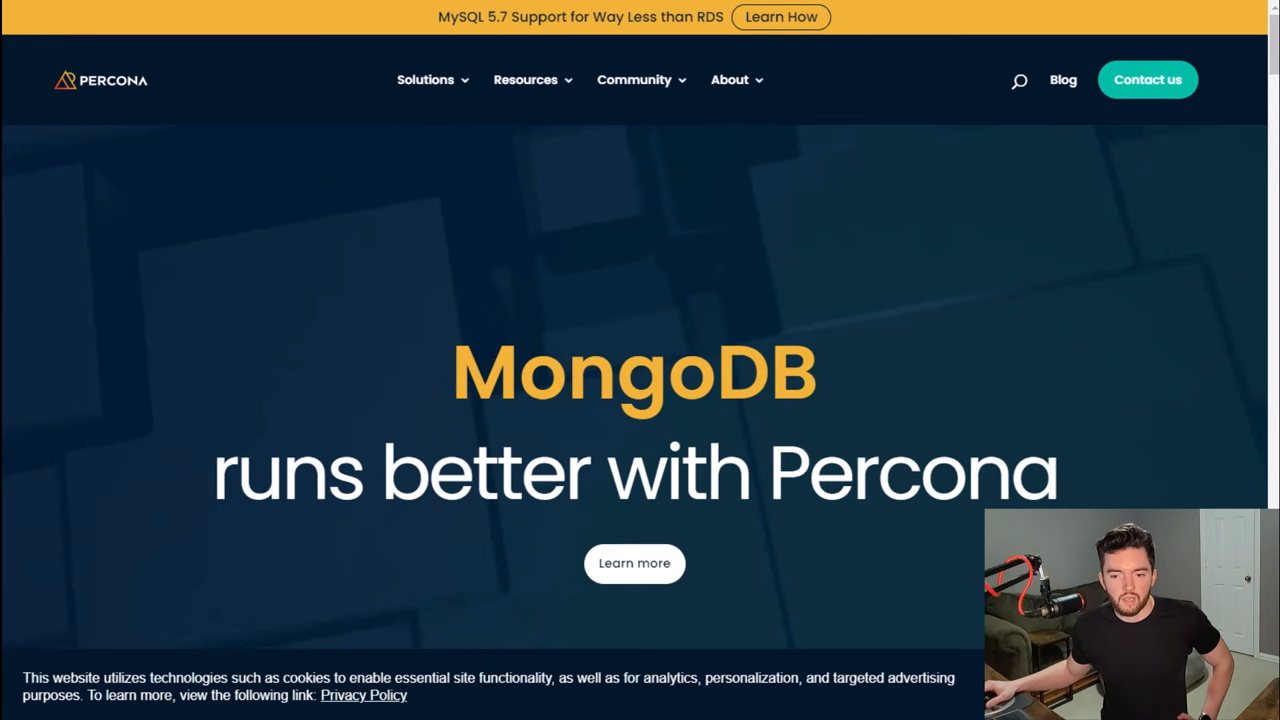 MySQL 5.7 Support for Way Less than RDS Learn How
PERCONA Solutions Resources Community About Blog Contact us
MongoDB
runs better with Percona
Learn more
This website utilizes technologies such as cookies to enable essential site functionality, as well as for analytics, personalization, and targeted advertising
purposes. To learn more, view the following link: Privacy Policy